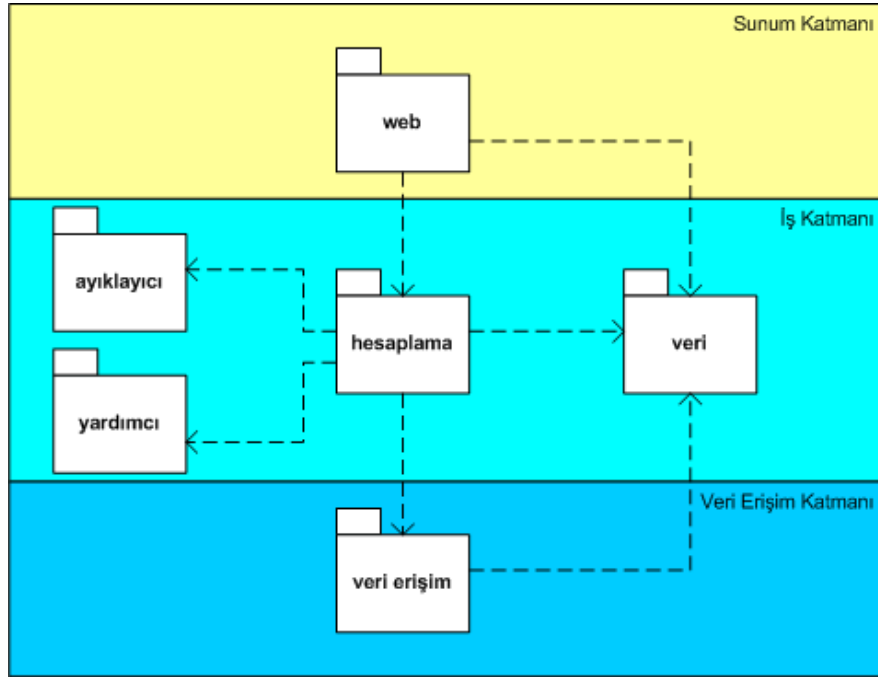 Sunum Katmanı
web
İş Katmanı
ayıklayıcı
hesaplama
veri
yardımcı
Veri Erişim Katmanı
veri erişim